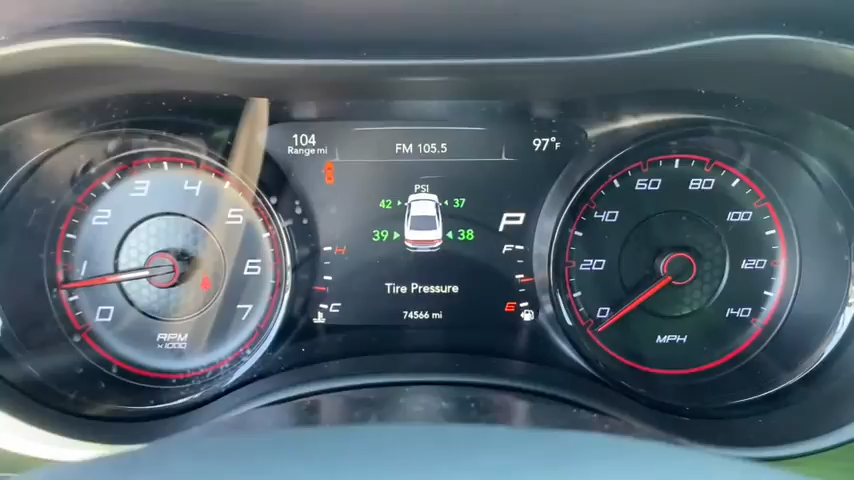 104
Range mi
FM 105.5
97°F
PSI
42 37
39 38
P
H
C
F
E
Tire Pressure
74566 mi
0 1 2 3 4 5 6 7
RPM
x1000
0 20 40 60 80 100 120 140
MPH